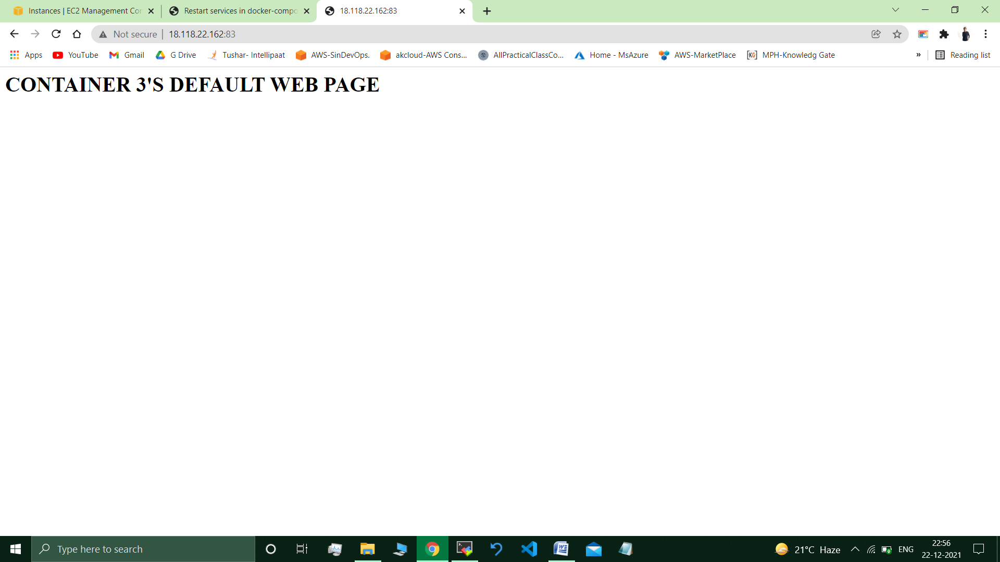 Instances | EC2 Management Con
Restart services in docker-compo
18.118.22.162:83
Not secure
18.118.22.162:83
Apps
YouTube
Gmail
G Drive
Tushar- Intellipaat
AWS-SinDevOps.
akcloud-AWS Cons...
AllPracticalClassCo...
Home - MsAzure
AWS-MarketPlace
KG
MPH-Knowledg Gate
»
Reading list
CONTAINER 3'S DEFAULT WEB PAGE
Type here to search
21°C Haze
ENG
22:56
22-12-2021